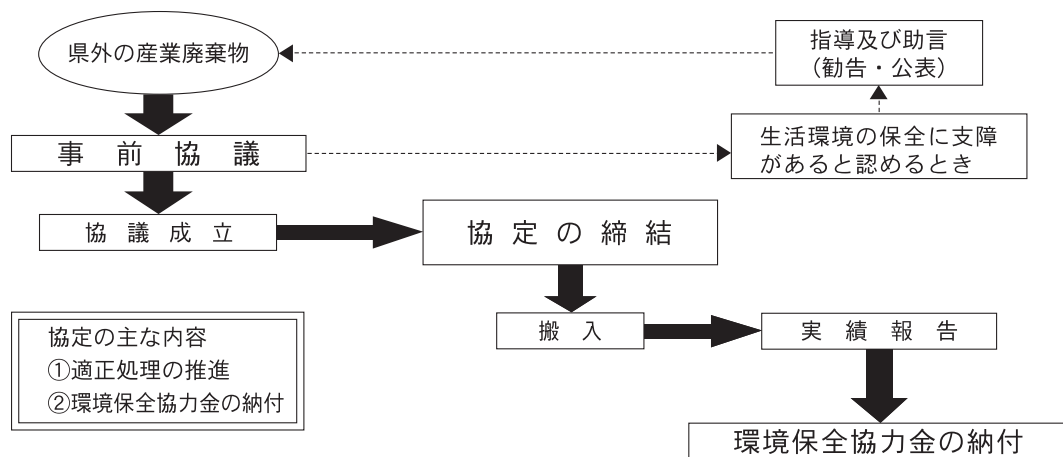 県外の産業廃棄物
指導及び助言
(勧告・公表)
事前協議
生活環境の保全に支障
があると認めるとき
協議成立
協定の締結
搬入
実績報告
協定の主な内容
①適正処理の推進
②環境保全協力金の納付
環境保全協力金の納付